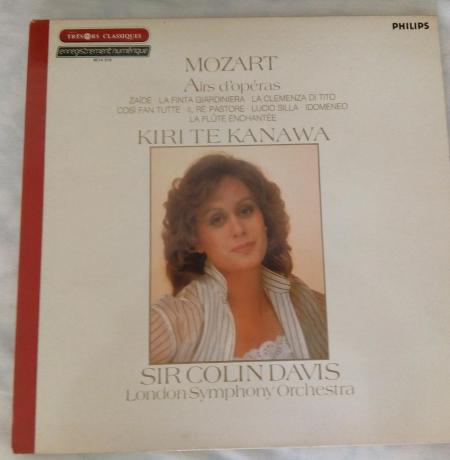 TRÉSORS CLASSIQUES
enregistrement numérique
PHILIPS
MOZART
Airs d'opéras
ZAÏDE · LA FINTA GIARDINIERA · LA CLEMENZA DI TITO
COSI FAN TUTTE · IL RÈ PASTORE · LUCIO SILLA · IDOMENEO
LA FLÛTE ENCHANTÉE
KIRI TE KANAWA
SIR COLIN DAVIS
London Symphony Orchestra